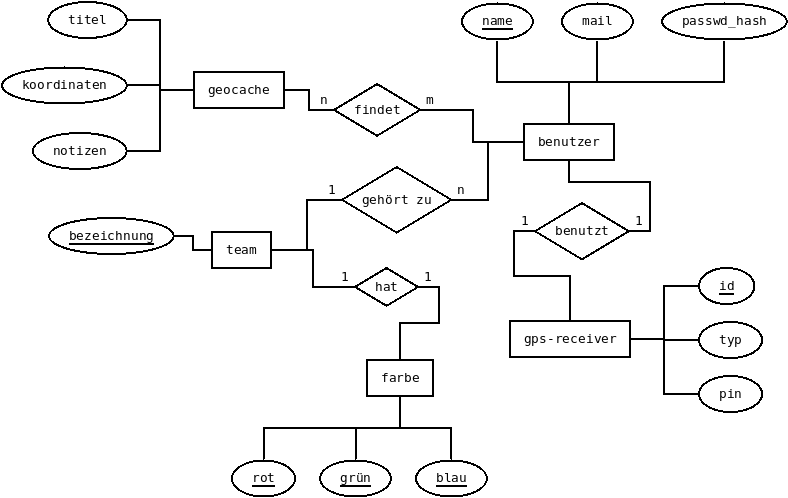 titel
name
mail
passwd_hash
koordinaten
geocache
n
findet
m
notizen
benutzer
1
gehört zu
n
bezeichnung
team
1
benutzt
1
1
hat
1
id
gps-receiver
typ
farbe
pin
rot
grün
blau